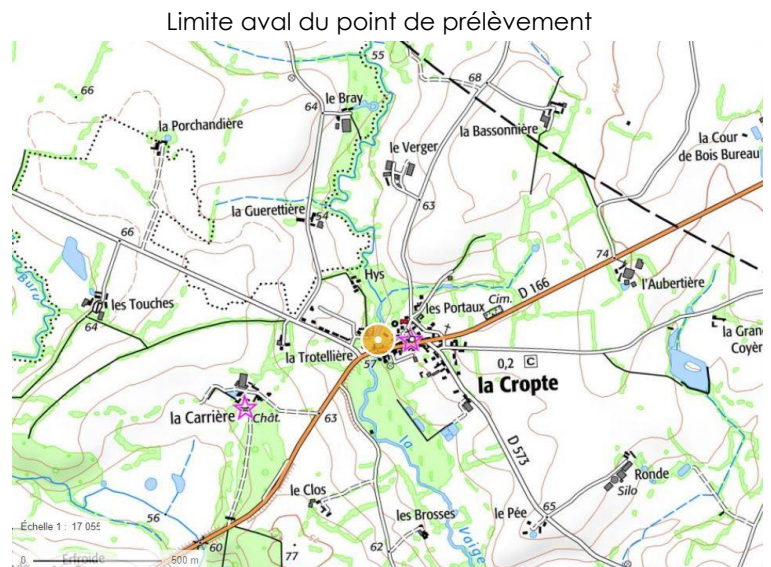 Limite aval du point de prélèvement
55
66
68
64
le Bray
la Porchandière
la Bassonnière
la Cour
de Bois Bureau
le Verger
la Guerettière
54
63
66
74
Hys
l'Aubertière
D 166
les Touches
64
les Portaux
Cim.
la Trotellière
la Gran
Coyèr
57
0,2 C
la Cropte
la Carrière
Chât.
63
la
D 573
Ronde
Silo
le Clos
56
les Brosses
le Pée
65
Échelle 1 : 17 055
60
77
62
Vaige
0
Erfroide
500 m